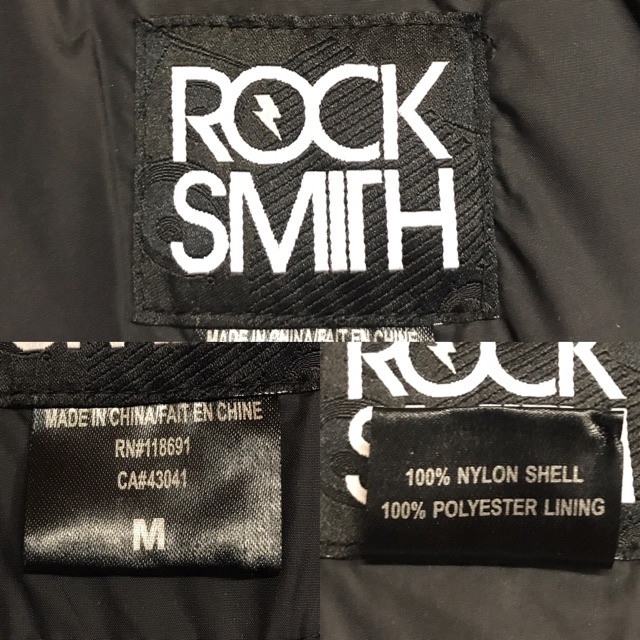 ROCK
SMITH
MADE IN CHINA/FAIT EN CHINE
MADE IN CHINA/FAIT EN CHINE
RN#118691
CA#43041
M
ROCK
S
100% NYLON SHELL
100% POLYESTER LINING